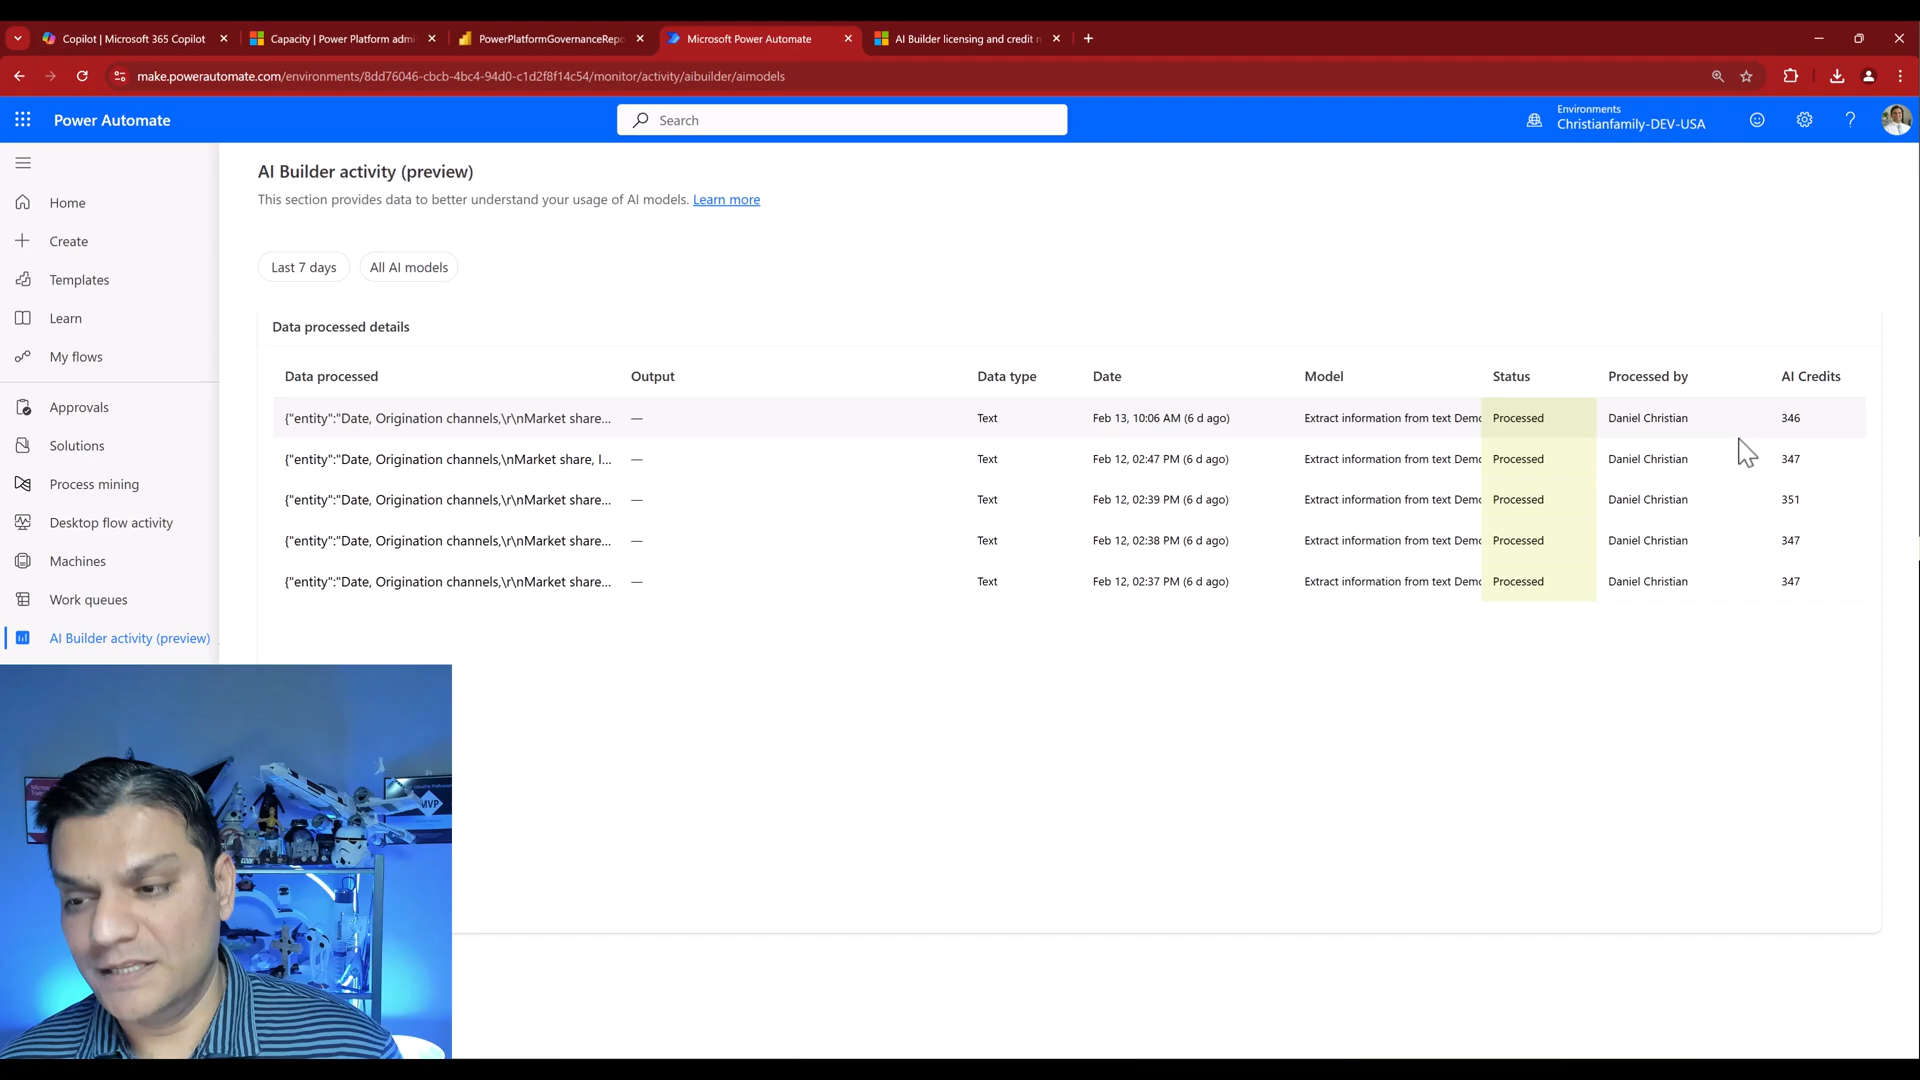 Copilot | Microsoft 365 Copilot
Capacity | Power Platform admi
PowerPlatformGovernanceRepo
Microsoft Power Automate
AI Builder licensing and credit
make.powerautomate.com/environments/8dd76046-cbcb-4bc4-94d0-c1d2f8f14c54/monitor/activity/aibuilder/aimodels
Power Automate
Search
Environments
Christianfamily-DEV-USA
Home
Create
Templates
Learn
My flows
Approvals
Solutions
Process mining
Desktop flow activity
Machines
Work queues
AI Builder activity (preview)
AI Builder activity (preview)
This section provides data to better understand your usage of AI models. Learn more
Last 7 days All AI models
Data processed details
Data processed Output Data type Date Model Status Processed by AI Credits
{"entity":"Date, Origination channels,\r\nMarket share... — Text Feb 13, 10:06 AM (6 d ago) Extract information from text Demo Processed Daniel Christian 346
{"entity":"Date, Origination channels,\nMarket share, l... — Text Feb 12, 02:47 PM (6 d ago) Extract information from text Demo Processed Daniel Christian 347
{"entity":"Date, Origination channels,\r\nMarket share... — Text Feb 12, 02:39 PM (6 d ago) Extract information from text Demo Processed Daniel Christian 351
{"entity":"Date, Origination channels,\r\nMarket share... — Text Feb 12, 02:38 PM (6 d ago) Extract information from text Demo Processed Daniel Christian 347
{"entity":"Date, Origination channels,\r\nMarket share... — Text Feb 12, 02:37 PM (6 d ago) Extract information from text Demo Processed Daniel Christian 347
MVP